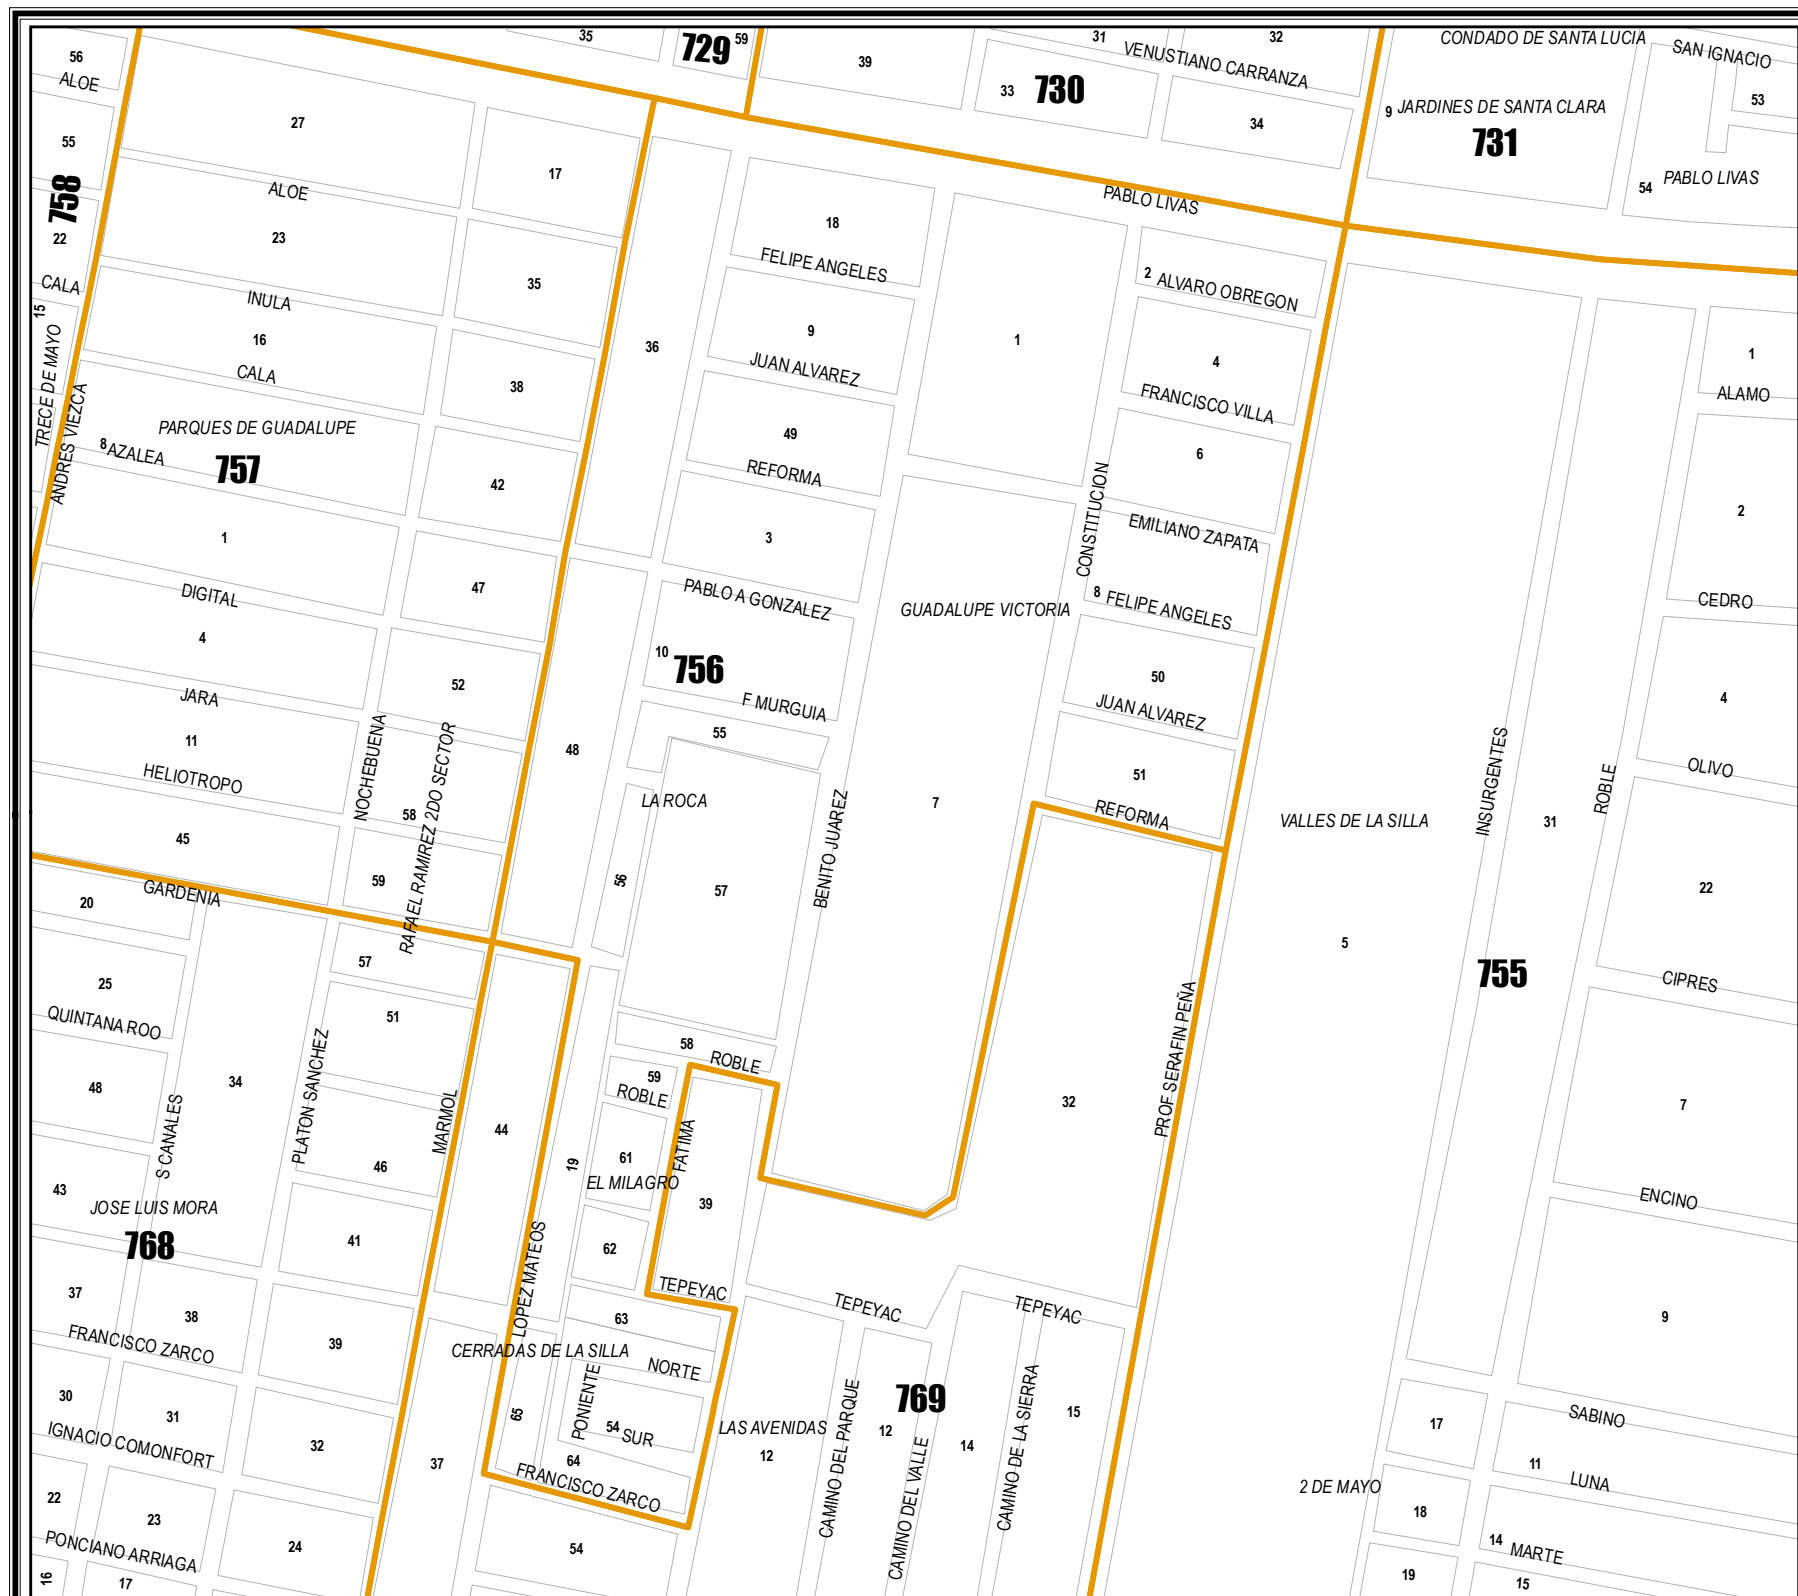 35
729
59
39
31
VENUSTIANO CARRANZA
32
CONDADO DE SANTA LUCIA
SAN IGNACIO
56
ALOE
33
730
9
JARDINES DE SANTA CLARA
53
731
34
27
55
17
ALOE
758
PABLO LIVAS
54
PABLO LIVAS
22
23
18
FELIPE ANGELES
CALA
15
INULA
35
2
ALVARO OBREGON
16
CALA
36
9
JUAN ALVAREZ
1
4
FRANCISCO VILLA
1
ALAMO
TRECE DE MAYO
ANDRES VIEZCA
38
PARQUES DE GUADALUPE
8
AZALEA
757
49
REFORMA
6
42
CONSTITUCION
EMILIANO ZAPATA
2
1
3
DIGITAL
47
PABLO A GONZALEZ
GUADALUPE VICTORIA
8
FELIPE ANGELES
CEDRO
4
10
756
JARA
52
F MURGUIA
50
JUAN ALVAREZ
4
11
HELIOTROPO
NOCHEBUENA
RAFAEL RAMIREZ 2DO SECTOR
48
55
51
REFORMA
INSURGENTES
ROBLE
OLIVO
58
LA ROCA
BENITO JUAREZ
7
VALLES DE LA SILLA
31
45
59
56
57
22
GARDENIA
20
5
755
57
CIPRES
25
QUINTANA ROO
51
PROF SERAFIN PEÑA
58
ROBLE
48
34
S CANALES
PLATON SANCHEZ
MARMOL
44
59
ROBLE
32
7
46
19
61
FATIMA
EL MILAGRO
39
43
JOSE LUIS MORA
768
41
62
ENCINO
LOPEZ MATEOS
TEPEYAC
TEPEYAC
TEPEYAC
37
38
39
63
9
FRANCISCO ZARCO
CERRADAS DE LA SILLA
NORTE
PONIENTE
30
31
IGNACIO COMONFORT
32
65
54
SUR
LAS AVENIDAS
12
CAMINO DEL PARQUE
12
769
CAMINO DEL VALLE
14
CAMINO DE LA SIERRA
15
17
SABINO
37
64
FRANCISCO ZARCO
11
LUNA
22
23
2 DE MAYO
18
PONCIANO ARRIAGA
24
54
14
MARTE
16
17
19
15